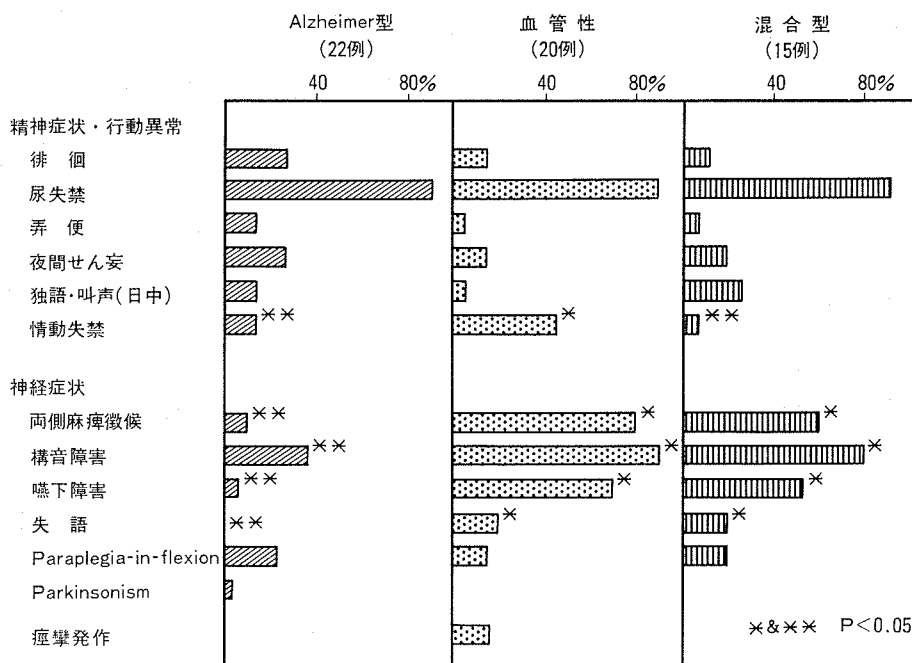 Alzheimer型 血管性 混合型
(22例) (20例) (15例)
40 80% 40 80% 40 80%
精神症状・行動異常
徘徊
尿失禁
弄便
夜間せん妄
独語・叫声(日中)
情動失禁 ＊＊ ＊ ＊＊
神経症状
両側麻痺徴候 ＊＊ ＊ ＊
構音障害 ＊＊ ＊ ＊
嚥下障害 ＊＊ ＊ ＊
失語 ＊＊ ＊ ＊
Paraplegia-in-flexion
Parkinsonism
痙攣発作
＊&＊＊ P<0.05